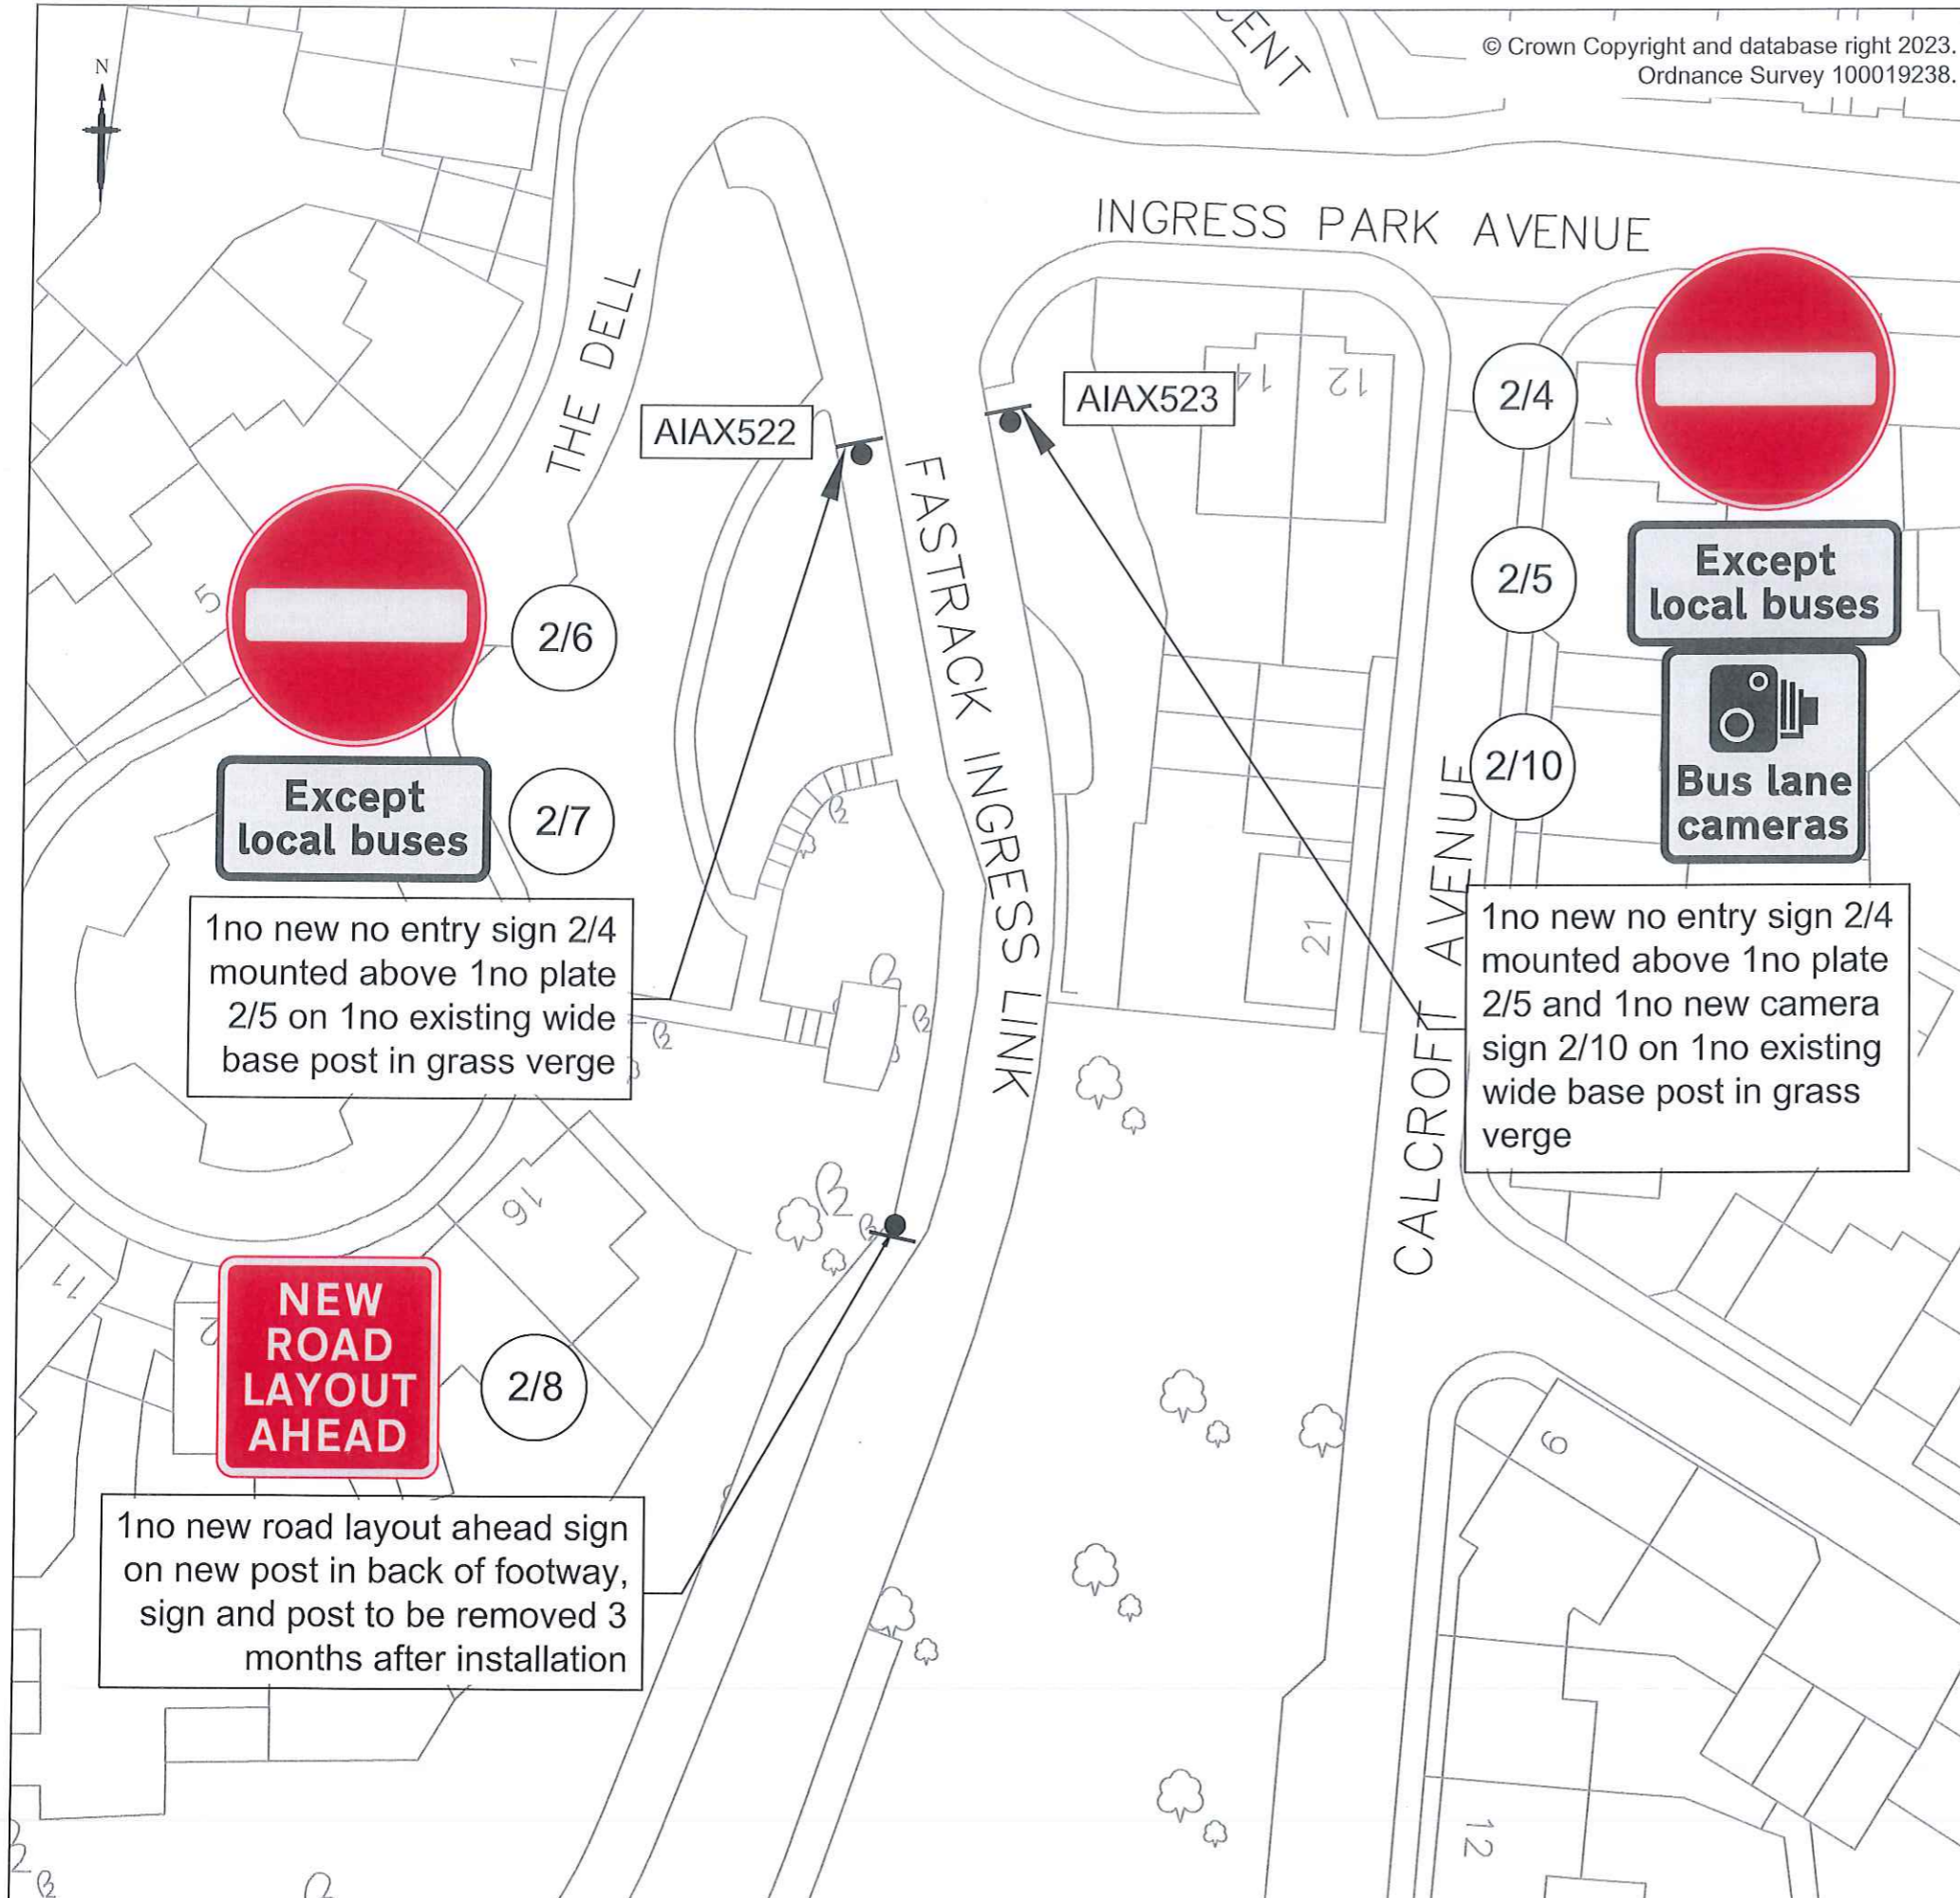 © Crown Copyright and database right 2023.
Ordnance Survey 100019238.
N
CENT
INGRESS PARK AVENUE
THE DELL
FASTRACK INGRESS LINK
CALCROFT AVENUE
AIAX522
AIAX523
1
14
12
1
5
21
16
11
9
12
2/4
2/5
Except
local buses
2/10
Bus lane
cameras
1no new no entry sign 2/4
mounted above 1no plate
2/5 and 1no new camera
sign 2/10 on 1no existing
wide base post in grass
verge
2/6
2/7
Except
local buses
1no new no entry sign 2/4
mounted above 1no plate
2/5 on 1no existing wide
base post in grass verge
NEW
ROAD
LAYOUT
AHEAD
2/8
1no new road layout ahead sign
on new post in back of footway,
sign and post to be removed 3
months after installation